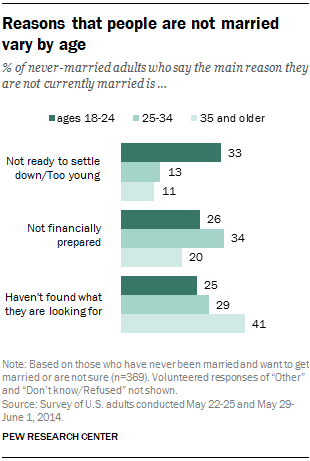 Reasons that people are not married
vary by age
% of never-married adults who say the main reason they
are not currently married is ...
ages 18-24 25-34 35 and older
Not ready to settle
down/Too young
33
13
11
Not financially
prepared
26
34
20
Haven't found what
they are looking for
25
29
41
Note: Based on those who have never been married and want to get
married or are not sure (n=369). Volunteered responses of "Other"
and "Don't know/Refused" not shown.
Source: Survey of U.S. adults conducted May 22-25 and May 29-
June 1, 2014.
PEW RESEARCH CENTER